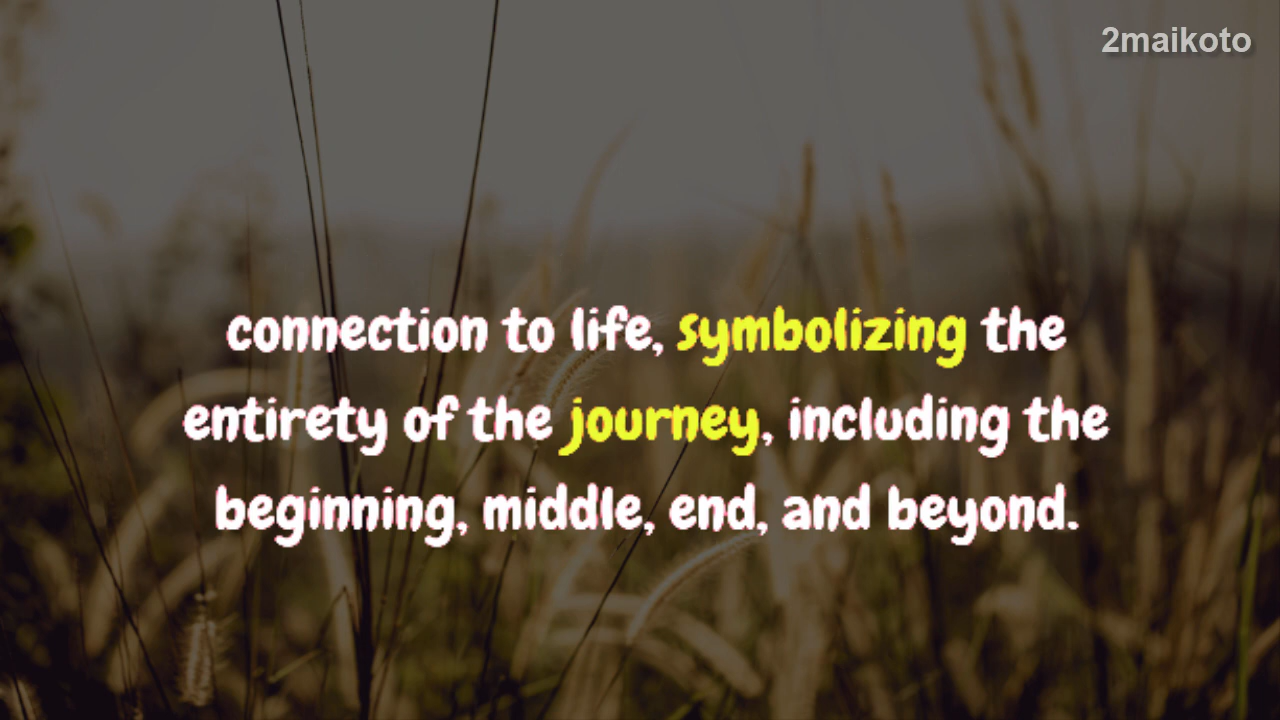 2maikoto
connection to life, symbolizing the
entirety of the journey, including the
beginning, middle, end, and beyond.